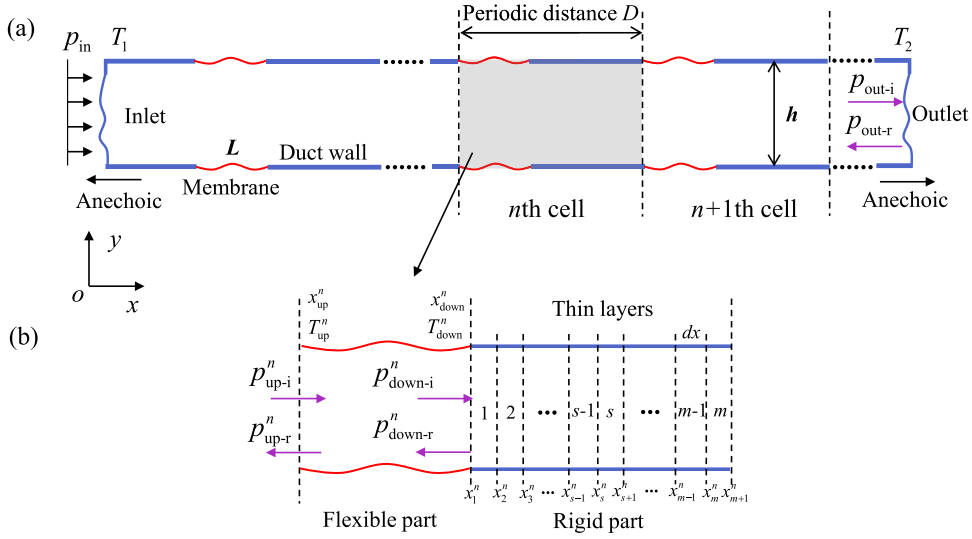 (a)
Periodic distance D
p_in
T_1
T_2
Inlet
p_out-i
p_out-r
Outlet
h
L
Duct wall
Membrane
Anechoic
nth cell
n+1th cell
Anechoic
y
o
x
(b)
x^n_up
x^n_down
Thin layers
T^n_up
T^n_down
dx
p^n_up-i
p^n_down-i
1 2 ••• s-1 s ••• m-1 m
p^n_up-r
p^n_down-r
x^n_1 x^n_2 x^n_3 ••• x^n_s-1 x^n_s x^n_s+1 ••• x^n_m-1 x^n_m x^n_m+1
Flexible part
Rigid part